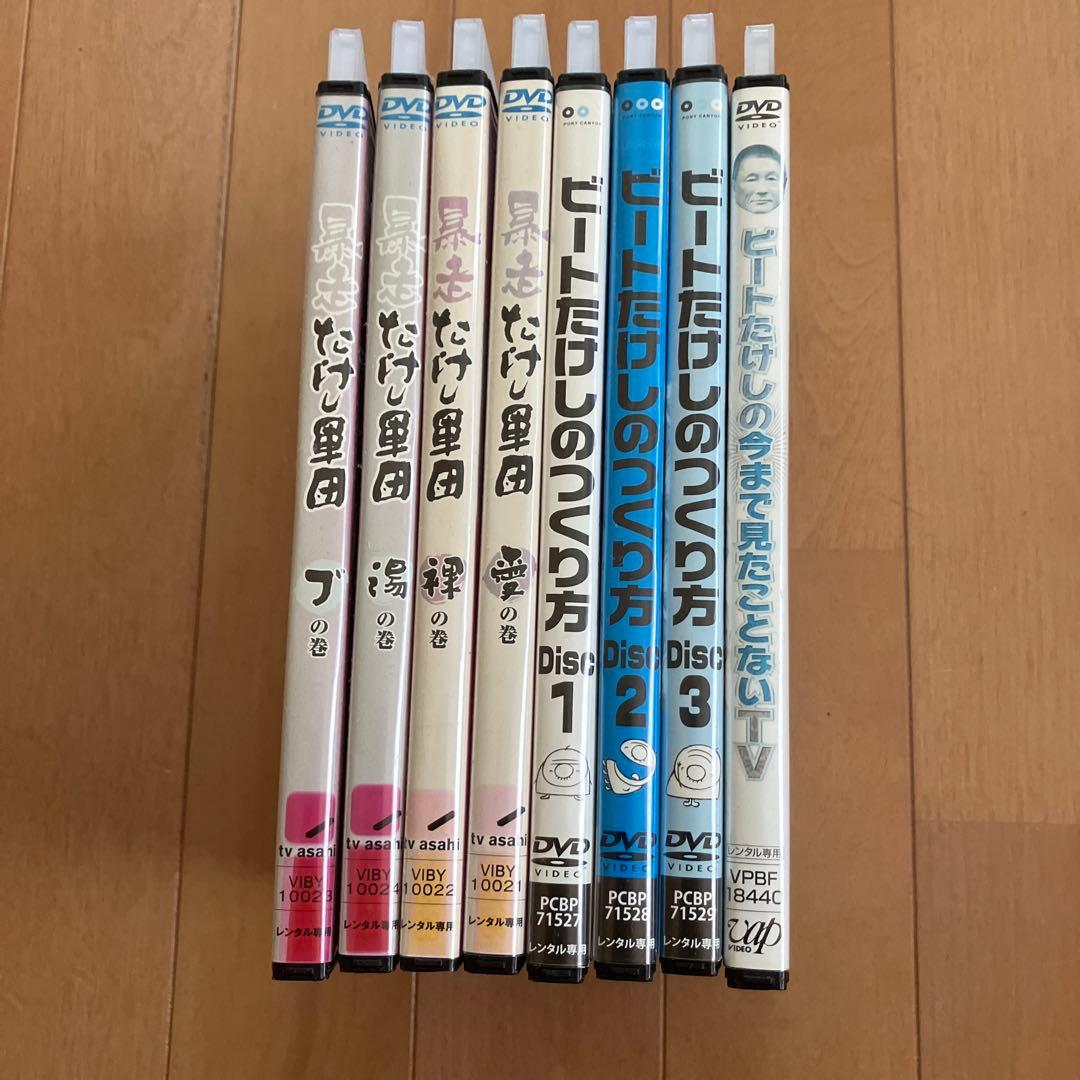 DVD
VIDEO
暴走
たけし軍団
ブの巻
tv asahi
VIBY
10023
レンタル専用
DVD
VIDEO
暴走
たけし軍団
湯の巻
tv asahi
VIBY
10024
レンタル専用
DVD
VIDEO
暴走
たけし軍団
裸の巻
tv asahi
VIBY
10022
レンタル専用
DVD
VIDEO
暴走
たけし軍団
愛の巻
tv asahi
VIBY
10021
レンタル専用
PONY CANYON
ビートたけしのつくり方
Disc
1
DVD
VIDEO
PCBP
71527
レンタル専用
PONY CANYON
ビートたけしのつくり方
Disc
2
DVD
VIDEO
PCBP
71528
レンタル専用
PONY CANYON
ビートたけしのつくり方
Disc
3
DVD
VIDEO
PCBP
71529
レンタル専用
DVD
VIDEO
ビートたけしの今まで見たことないTV
レンタル専用
VPBF
18440
vap
VIDEO